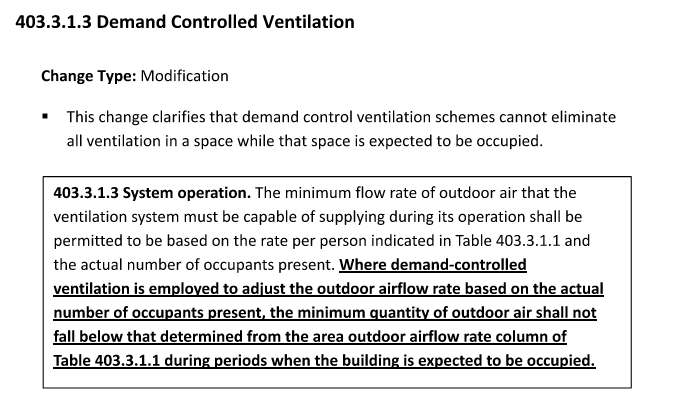 403.3.1.3 Demand Controlled Ventilation
Change Type: Modification
▪ This change clarifies that demand control ventilation schemes cannot eliminate
all ventilation in a space while that space is expected to be occupied.
403.3.1.3 System operation. The minimum flow rate of outdoor air that the
ventilation system must be capable of supplying during its operation shall be
permitted to be based on the rate per person indicated in Table 403.3.1.1 and
the actual number of occupants present. Where demand-controlled
ventilation is employed to adjust the outdoor airflow rate based on the actual
number of occupants present, the minimum quantity of outdoor air shall not
fall below that determined from the area outdoor airflow rate column of
Table 403.3.1.1 during periods when the building is expected to be occupied.